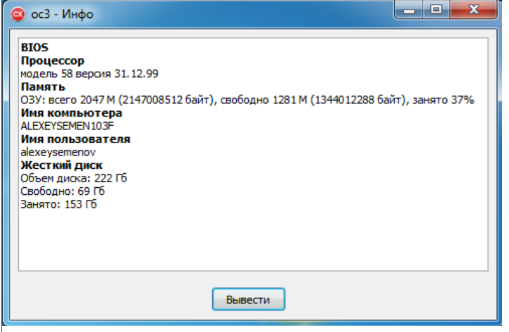 ос3 - Инфо
BIOS
Процессор
модель 58 версия 31.12.99
Память
ОЗУ: всего 2047 М (2147008512 байт), свободно 1281 М (1344012288 байт), занято 37%
Имя компьютера
ALEXEYSEMEN103F
Имя пользователя
alexeysemenov
Жесткий диск
Объем диска: 222 Гб
Свободно: 69 Гб
Занято: 153 Гб
Вывести